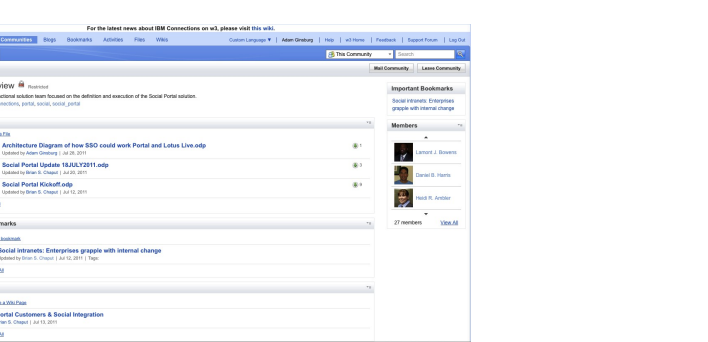 For the latest news about IBM Connections on w3, please visit this wiki.
Communities Blogs Bookmarks Activities Files Wikis Custom Language Adam Ginsburg | Help | w3 Home | Feedback | Support Forum | Log Out
This Community Search
Mail Community Leave Community
view Restricted
ctional solution team focused on the definition and execution of the Social Portal solution.
nnections, portal, social, social_portal
Important Bookmarks
Social intranets: Enterprises
grapple with internal change
Members
Lamont J. Bowens
Daniel B. Harris
Heidi R. Ambler
27 members View All
s File
Architecture Diagram of how SSO could work Portal and Lotus Live.odp 1
Updated by Adam Ginsburg | Jul 28, 2011
Social Portal Update 18JULY2011.odp 3
Updated by Brian S. Chaput | Jul 20, 2011
Social Portal Kickoff.odp 9
Updated by Brian S. Chaput | Jul 12, 2011
marks
bookmark
Social intranets: Enterprises grapple with internal change
Updated by Brian S. Chaput | Jul 12, 2011 | Tags:
All
a Wiki Page
ortal Customers & Social Integration
rian S. Chaput | Jul 13, 2011
All